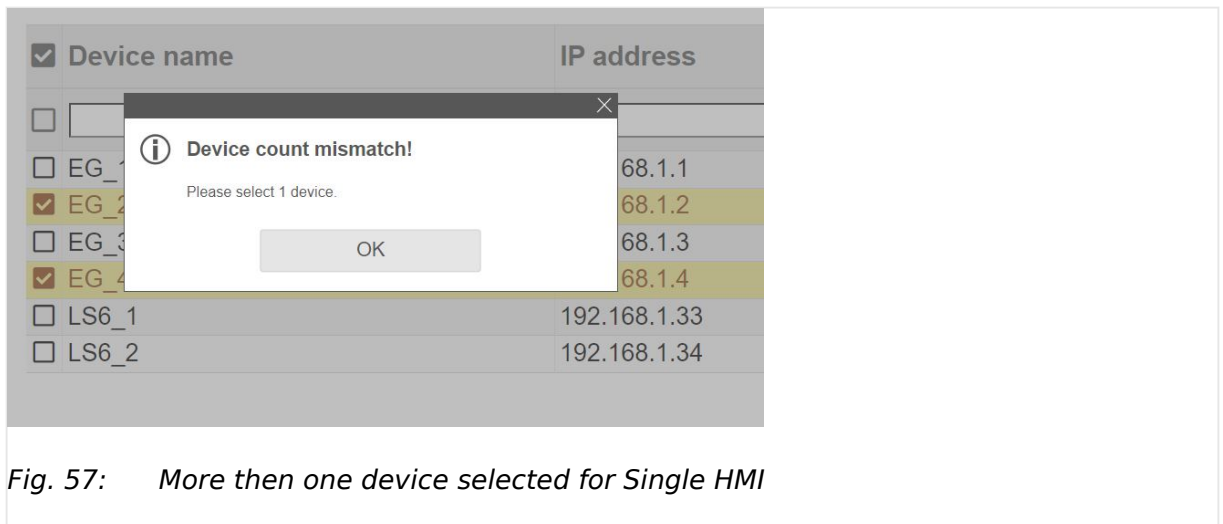 Device name IP address
Device count mismatch!
EG_ 68.1.1
Please select 1 device.
EG_2 68.1.2
EG_3 68.1.3
OK
EG_4 68.1.4
LS6_1 192.168.1.33
LS6_2 192.168.1.34
Fig. 57: More then one device selected for Single HMI